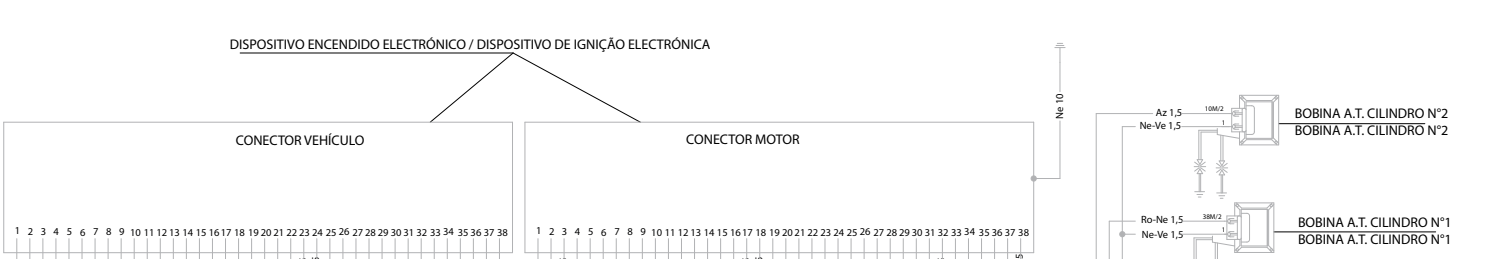 DISPOSITIVO ENCENDIDO ELECTRÓNICO / DISPOSITIVO DE IGNIÇÃO ELECTRÓNICA
CONECTOR VEHÍCULO
1 2 3 4 5 6 7 8 9 10 11 12 13 14 15 16 17 18 19 20 21 22 23 24 25 26 27 28 29 30 31 32 33 34 35 36 37 38
CONECTOR MOTOR
1 2 3 4 5 6 7 8 9 10 11 12 13 14 15 16 17 18 19 20 21 22 23 24 25 26 27 28 29 30 31 32 33 34 35 36 37 38
Ne 10
Az 1,5 10M/2
Ne-Ve 1,5 1
BOBINA A.T. CILINDRO N°2
BOBINA A.T. CILINDRO N°2
Ro-Ne 1,5 38M/2
Ne-Ve 1,5 1
BOBINA A.T. CILINDRO N°1
BOBINA A.T. CILINDRO N°1